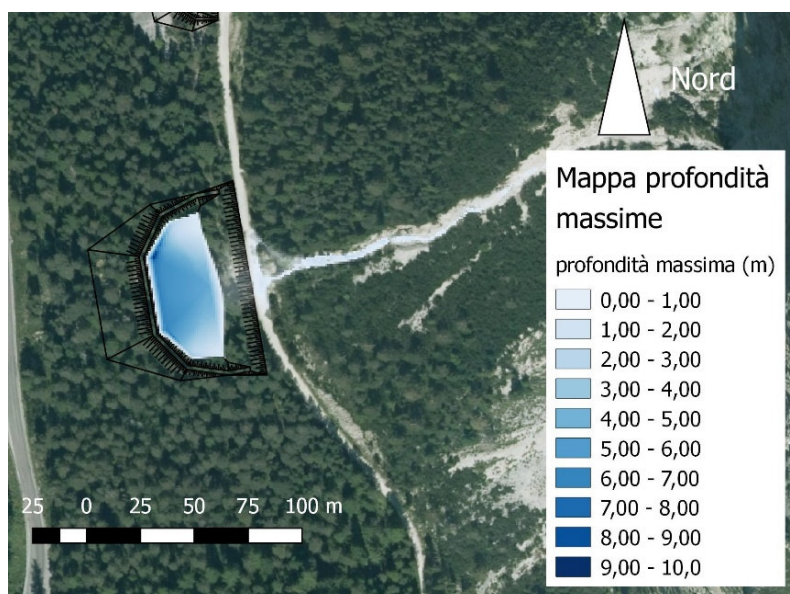 Nord
Mappa profondità
massime
profondità massima (m)
0,00 - 1,00
1,00 - 2,00
2,00 - 3,00
3,00 - 4,00
4,00 - 5,00
5,00 - 6,00
6,00 - 7,00
7,00 - 8,00
8,00 - 9,00
9,00 - 10,0
25 0 25 50 75 100 m